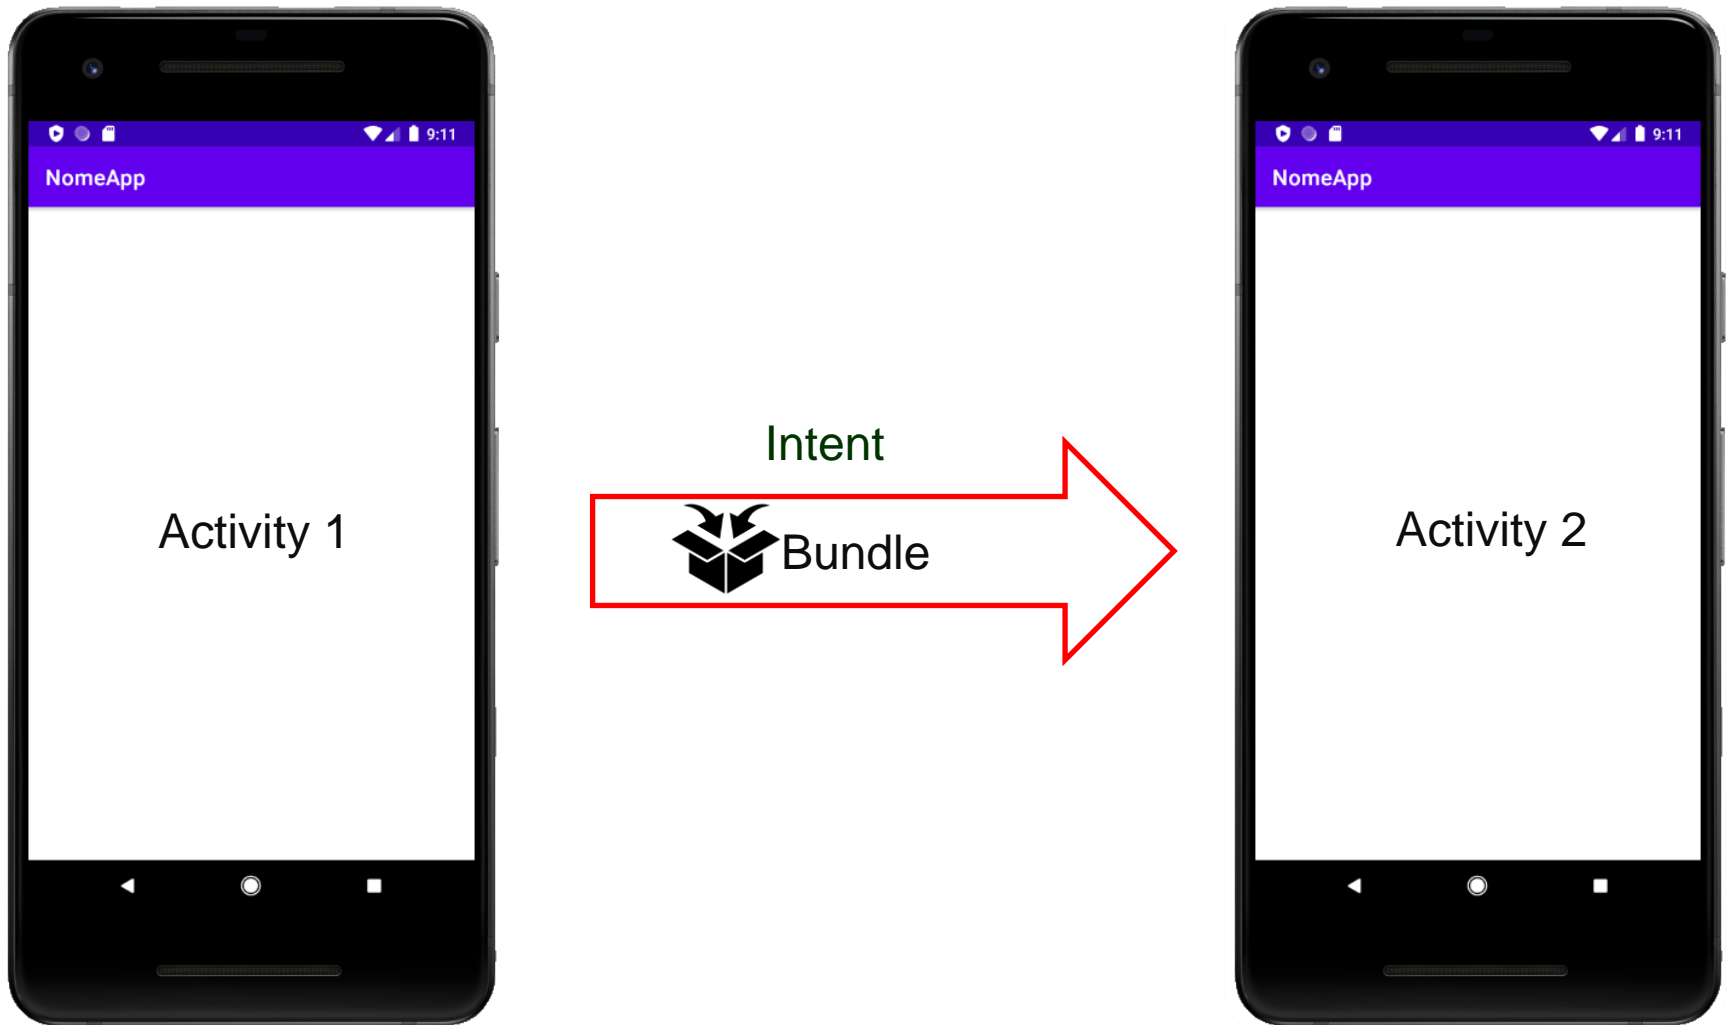 9:11
NomeApp
Activity 1
Intent
Bundle
9:11
NomeApp
Activity 2